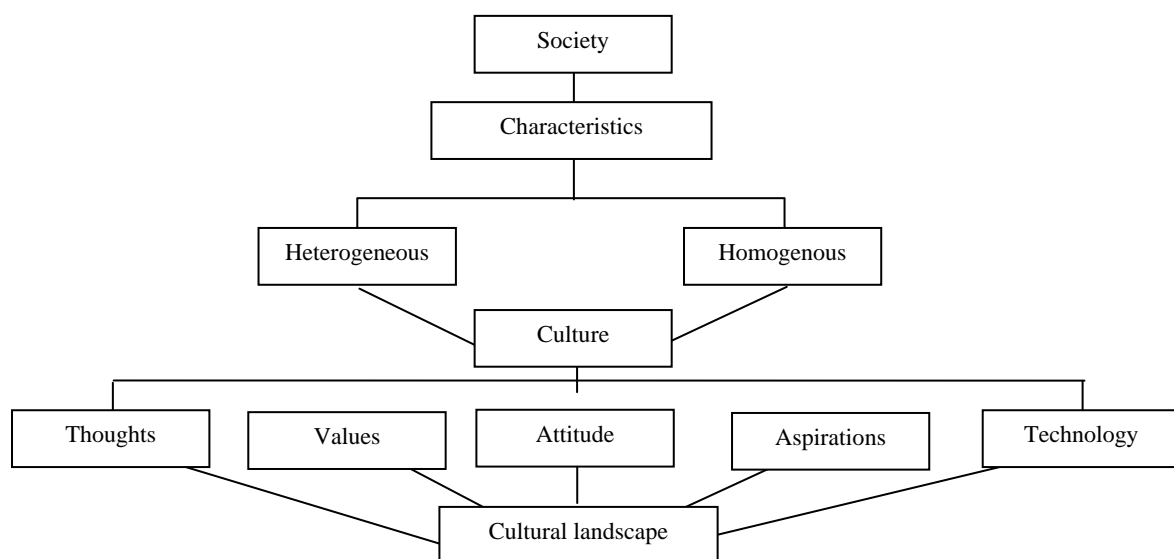 Society
Characteristics
Heterogeneous
Homogenous
Culture
Thoughts
Values
Attitude
Aspirations
Technology
Cultural landscape